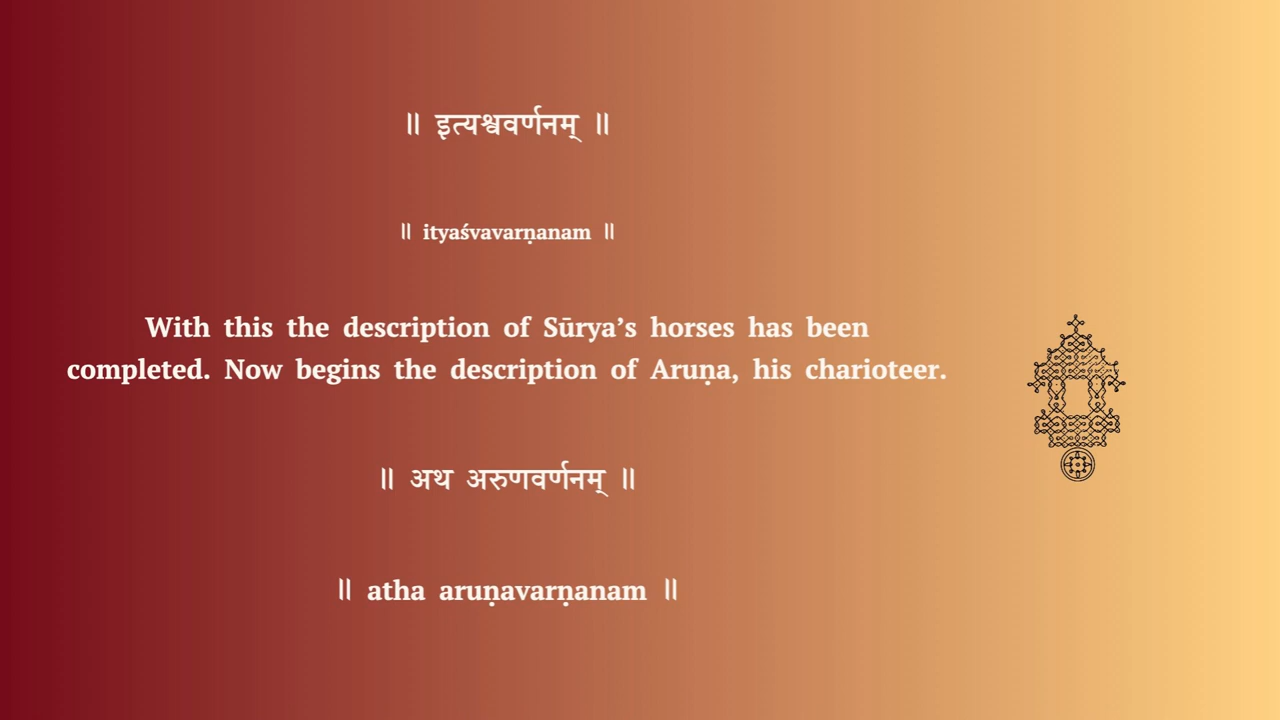 ॥ इत्यश्ववर्णनम् ॥
॥ ityaśvavarṇanam ॥
With this the description of Sūrya’s horses has been
completed. Now begins the description of Aruṇa, his charioteer.
॥ अथ अरुणवर्णनम् ॥
॥ atha aruṇavarṇanam ॥